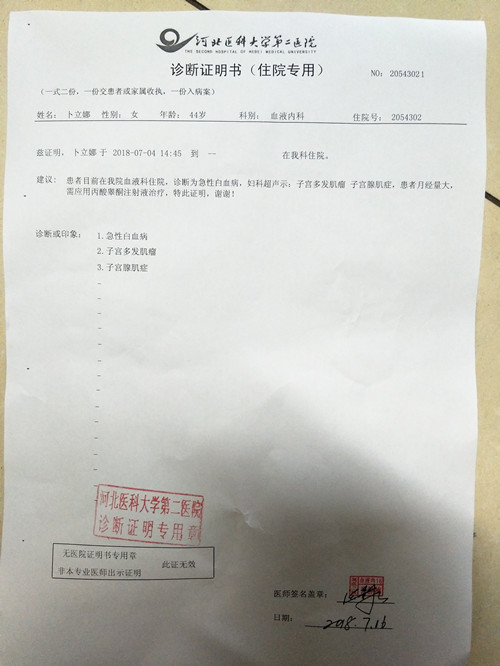 河北医科大学第二医院
THE SECOND HOSPITAL OF HEBEI MEDICAL UNIVERSITY
诊断证明书（住院专用）
NO: 20543021
（一式二份，一份交患者或家属收执，一份入病案）
姓名： 卜立娜 性别： 女 年龄： 44岁 科别： 血液内科 住院号： 2054302
兹证明， 卜立娜 于 2018-07-04 14:45 到 -- 在我科住院。
建议： 患者目前在我院血液科住院，诊断为急性白血病，妇科超声示：子宫多发肌瘤 子宫腺肌症，患者月经量大，
需应用丙酸睾酮注射液治疗，特此证明，谢谢！
诊断或印象： 1.急性白血病
2.子宫多发肌瘤
3.子宫腺肌症
河北医科大学第二医院
诊断证明专用章
无医院证明书专用章
非本专业医师出示证明
此证无效
医师签名盖章：
日期： 2018.7.16